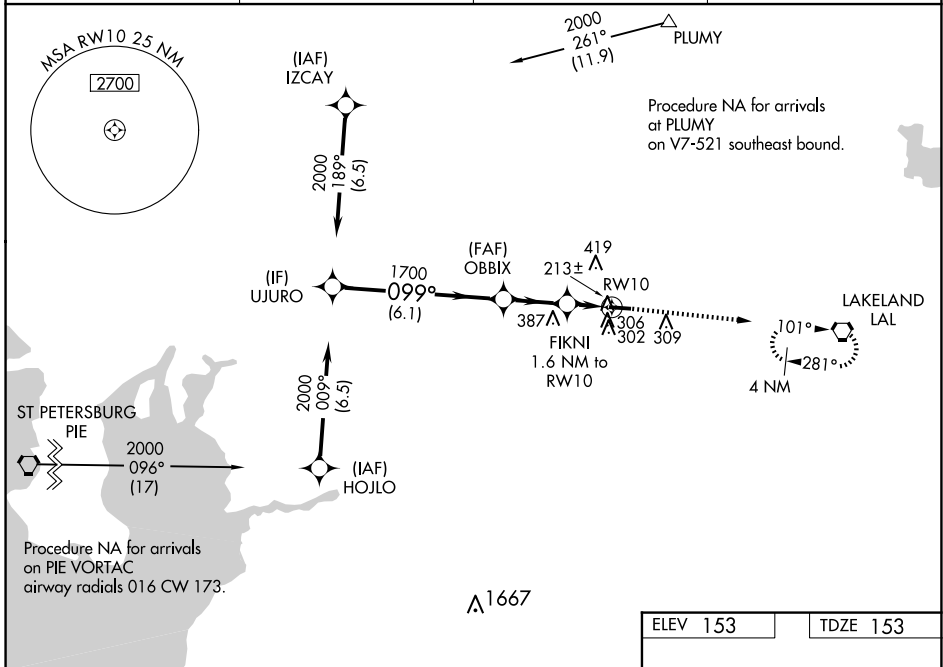 MSA RW10 25 NM
2700
(IAF)
IZCAY
2000
189°
(6.5)
2000
261°
(11.9)
PLUMY
Procedure NA for arrivals
at PLUMY
on V7-521 southeast bound.
(IF)
UJURO
1700
099°
(6.1)
(FAF)
OBBIX
419
213±
RW10
387
306
302
309
FIKNI
1.6 NM to
RW10
LAKELAND
LAL
101°
281°
4 NM
2000
009°
(6.5)
ST PETERSBURG
PIE
2000
096°
(17)
(IAF)
HOJLO
Procedure NA for arrivals
on PIE VORTAC
airway radials 016 CW 173.
1667
ELEV 153
TDZE 153